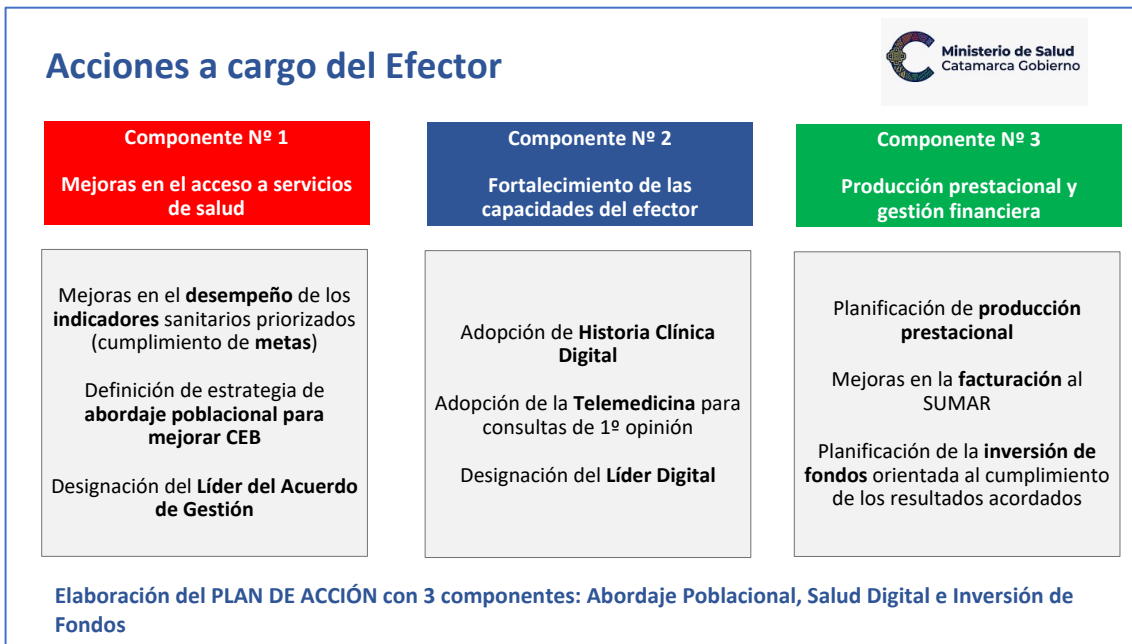 Acciones a cargo del Efector
Ministerio de Salud
Catamarca Gobierno
Componente Nº 1
Mejoras en el acceso a servicios
de salud
Mejoras en el desempeño de los
indicadores sanitarios priorizados
(cumplimiento de metas)
Definición de estrategia de
abordaje poblacional para
mejorar CEB
Designación del Líder del Acuerdo
de Gestión
Componente Nº 2
Fortalecimiento de las
capacidades del efector
Adopción de Historia Clínica
Digital
Adopción de la Telemedicina para
consultas de 1º opinión
Designación del Líder Digital
Componente Nº 3
Producción prestacional y
gestión financiera
Planificación de producción
prestacional
Mejoras en la facturación al
SUMAR
Planificación de la inversión de
fondos orientada al cumplimiento
de los resultados acordados
Elaboración del PLAN DE ACCIÓN con 3 componentes: Abordaje Poblacional, Salud Digital e Inversión de
Fondos